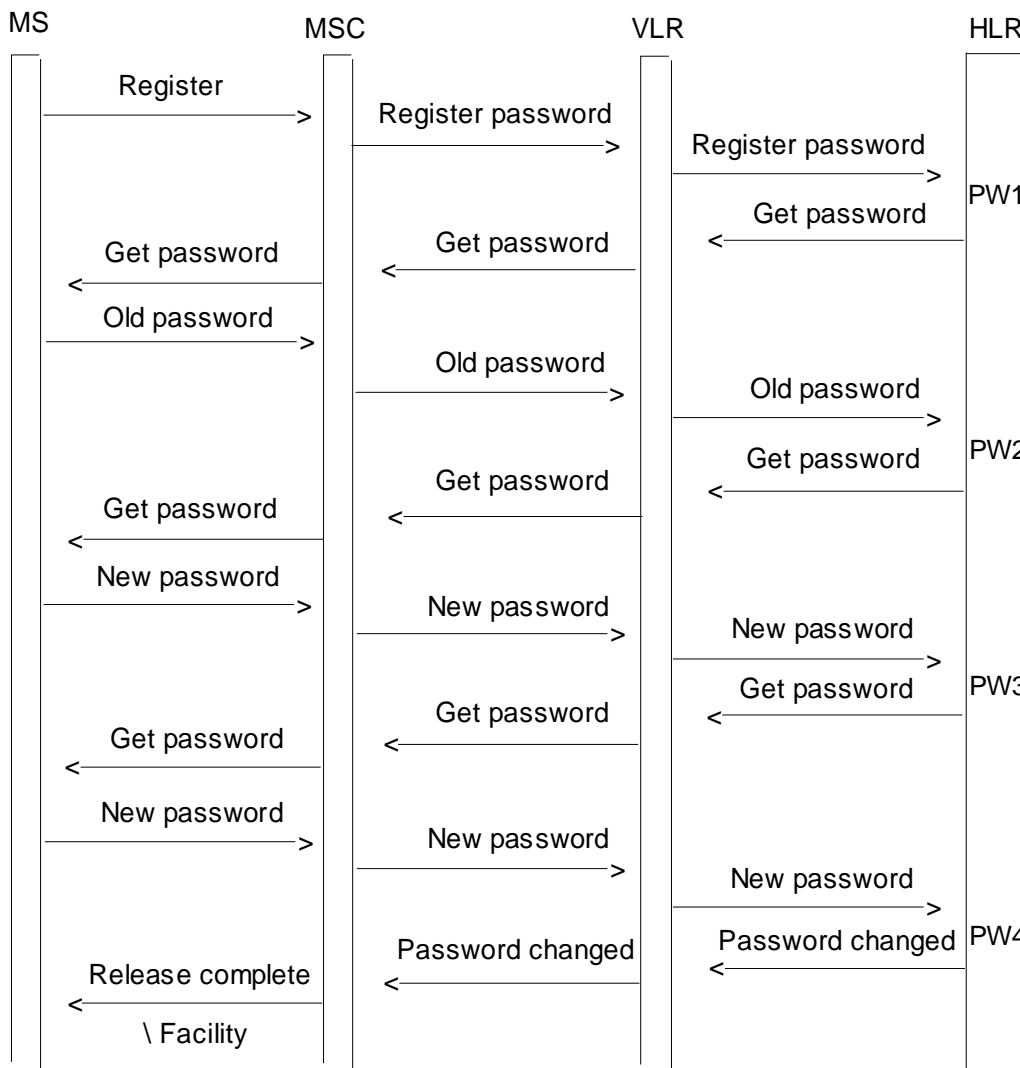 MS
MSC
VLR
HLR
Register
Register password
Register password
PW1
Get password
Get password
Get password
Old password
Old password
Old password
PW2
Get password
Get password
Get password
New password
New password
New password
PW3
Get password
Get password
Get password
New password
New password
New password
PW4
Password changed
Password changed
Release complete
\ Facility